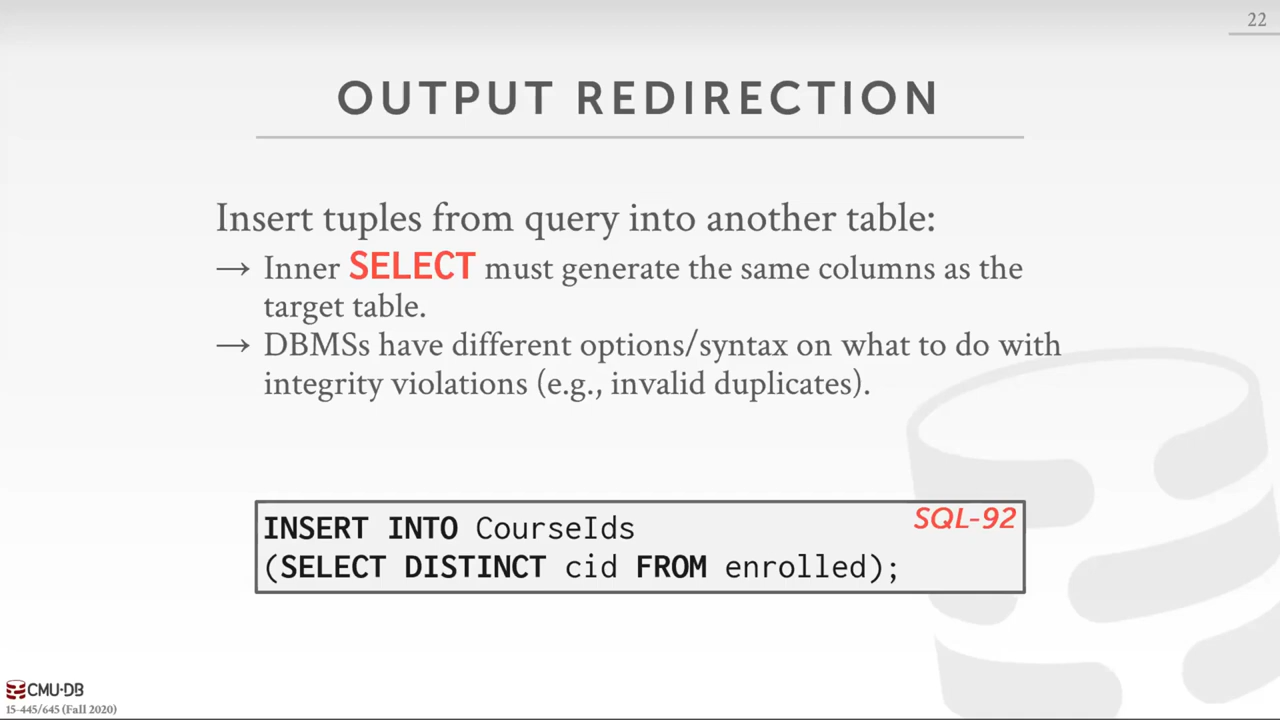 22
OUTPUT REDIRECTION
Insert tuples from query into another table:
→ Inner SELECT must generate the same columns as the
target table.
→ DBMSs have different options/syntax on what to do with
integrity violations (e.g., invalid duplicates).
SQL-92
INSERT INTO CourseIds
(SELECT DISTINCT cid FROM enrolled);
CMU·DB
15-445/645 (Fall 2020)